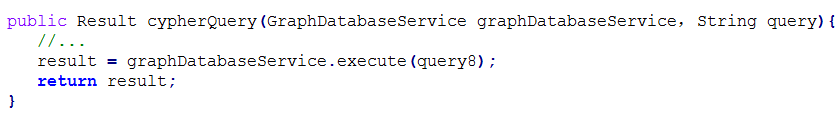 public Result cypherQuery(GraphDatabaseService graphDatabaseService, String query){
//...
result = graphDatabaseService.execute(query8);
return result;
}